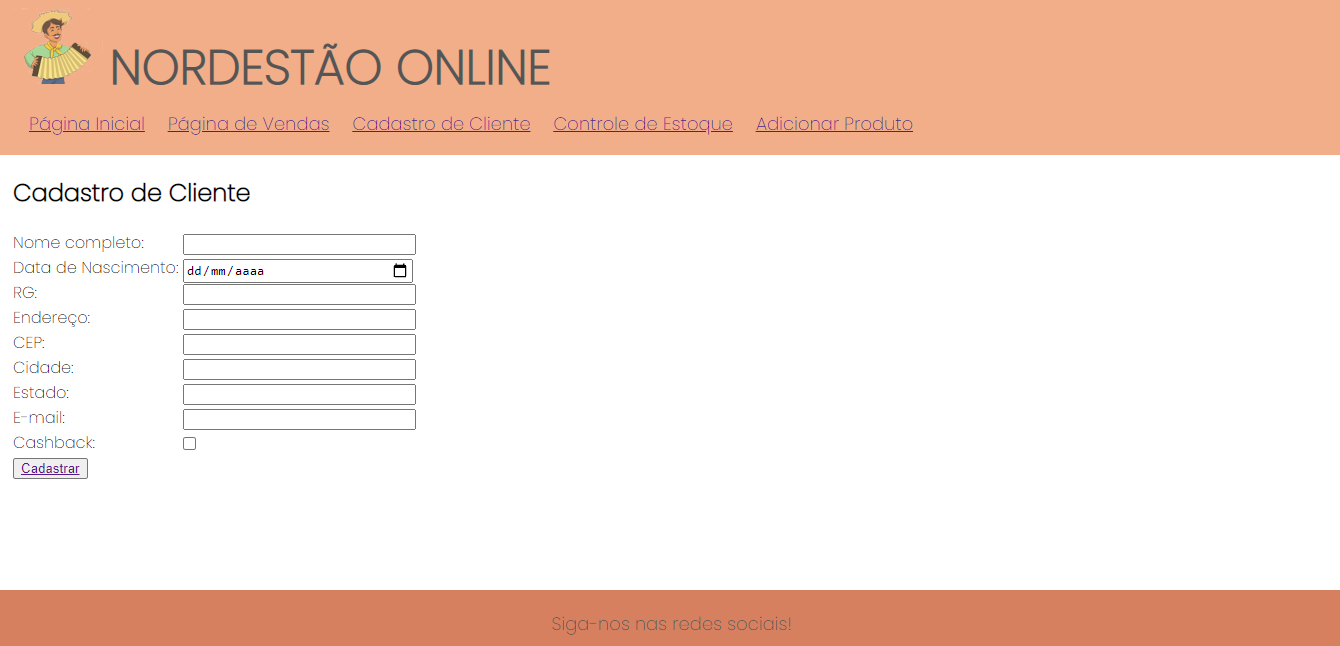 NORDESTÃO ONLINE
Página Inicial Página de Vendas Cadastro de Cliente Controle de Estoque Adicionar Produto
Cadastro de Cliente
Nome completo:
Data de Nascimento: dd/mm/aaaa
RG:
Endereço:
CEP:
Cidade:
Estado:
E-mail:
Cashback:
Cadastrar
Siga-nos nas redes sociais!